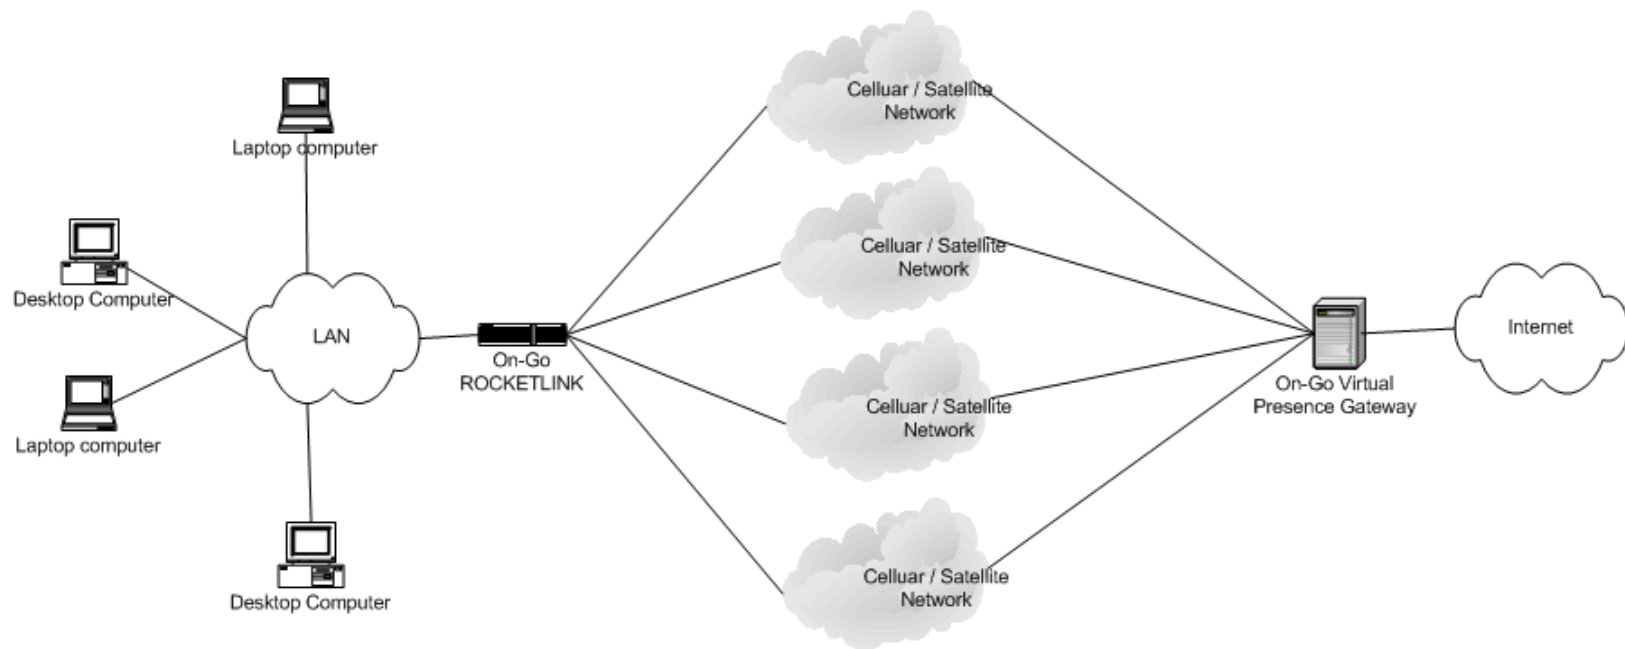 Laptop computer
Desktop Computer
Laptop computer
Desktop Computer
LAN
On-Go
ROCKETLINK
Celluar / Satellite
Network
Celluar / Satellite
Network
Celluar / Satellite
Network
Celluar / Satellite
Network
On-Go Virtual
Presence Gateway
Internet